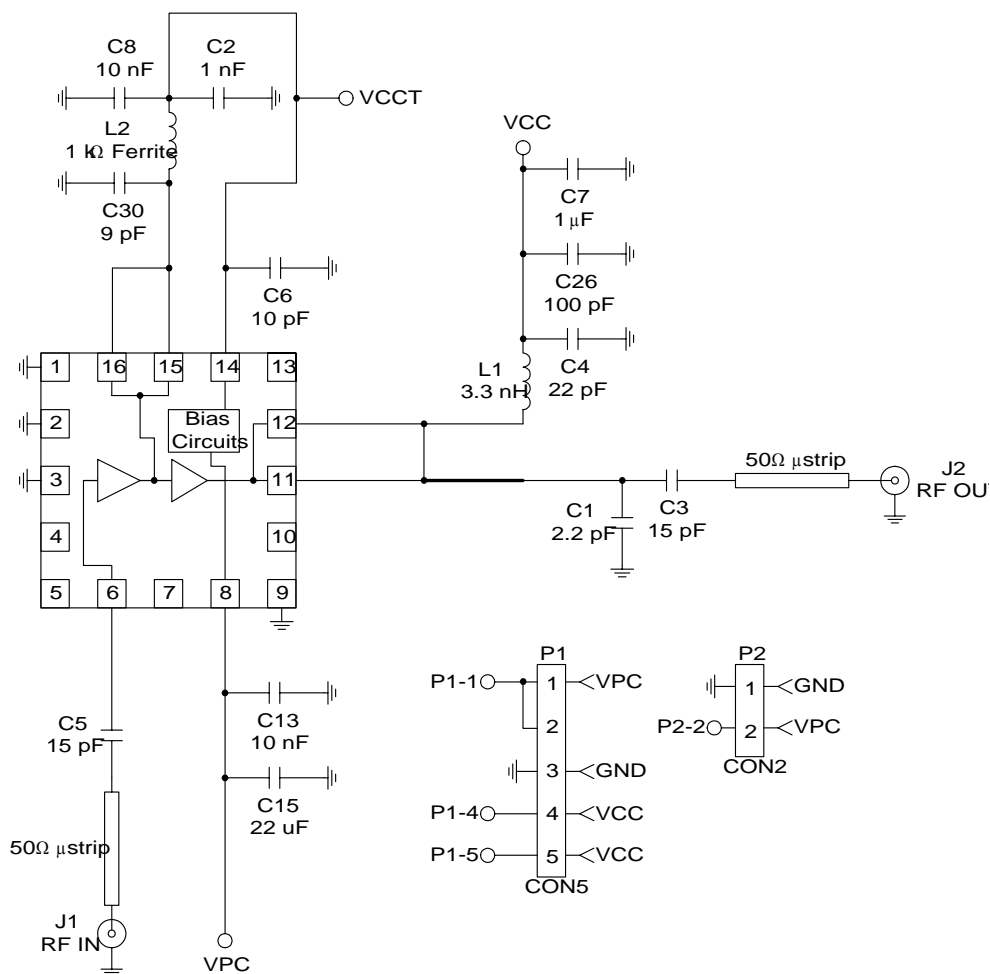 C8
10 nF
C2
1 nF
VCCT
L2
1 kΩ Ferrite
C30
9 pF
C6
10 pF
VCC
C7
1 µF
C26
100 pF
C4
22 pF
L1
3.3 nH
1
16
15
14
13
2
Bias
Circuits
12
3
11
4
10
5
6
7
8
9
50Ω µstrip
J2
RF OUT
C1
2.2 pF
C3
15 pF
C5
15 pF
C13
10 nF
C15
22 uF
50Ω µstrip
J1
RF IN
VPC
P1
P1-1
1
VPC
2
3
GND
P1-4
4
VCC
P1-5
5
VCC
CON5
P2
1
GND
P2-2
2
VPC
CON2